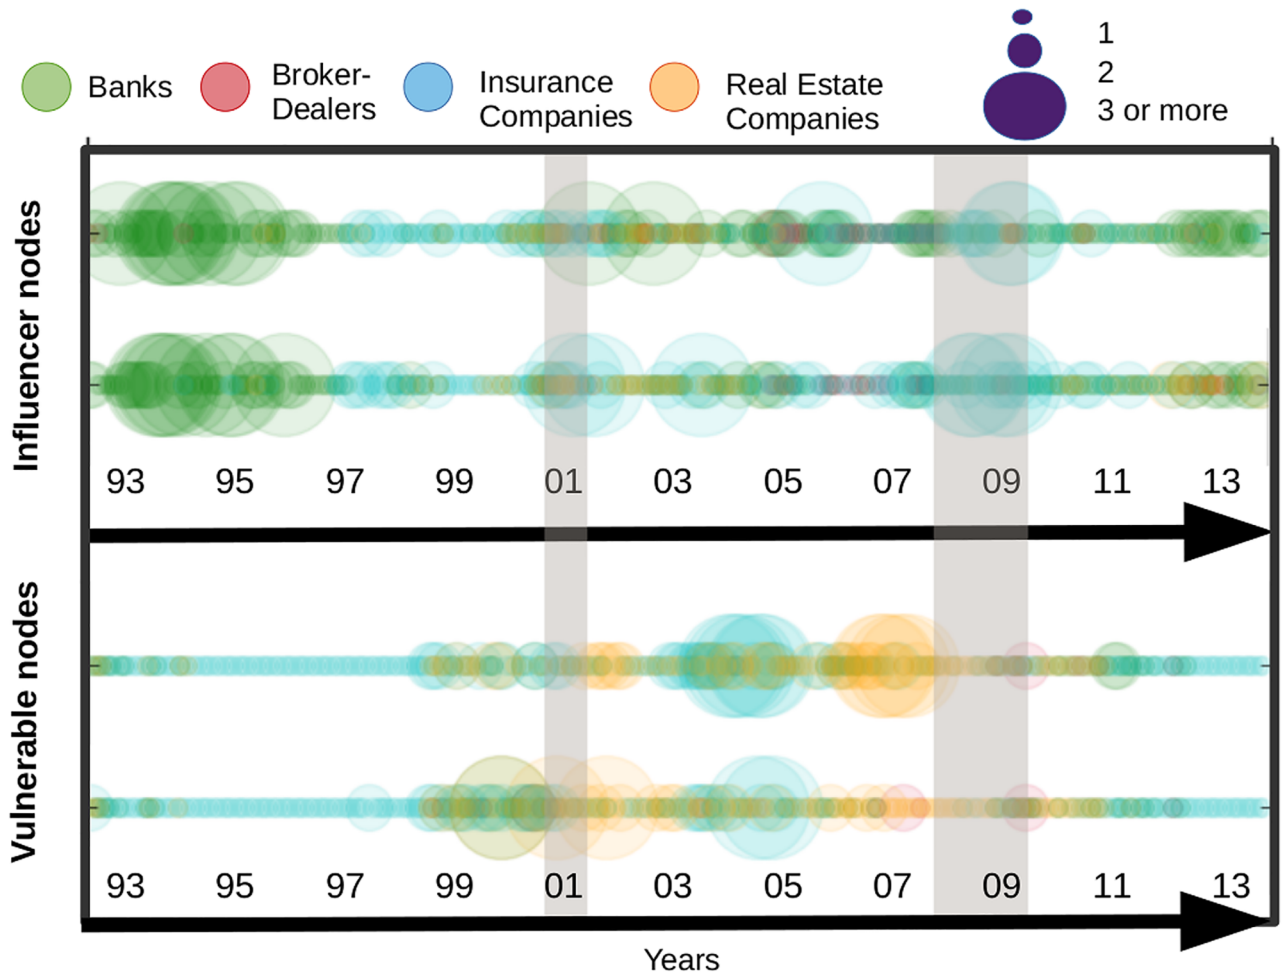 Banks
Broker-
Dealers
Insurance
Companies
Real Estate
Companies
1
2
3 or more
Influencer nodes
93 95 97 99 01 03 05 07 09 11 13
Vulnerable nodes
93 95 97 99 01 03 05 07 09 11 13
Years